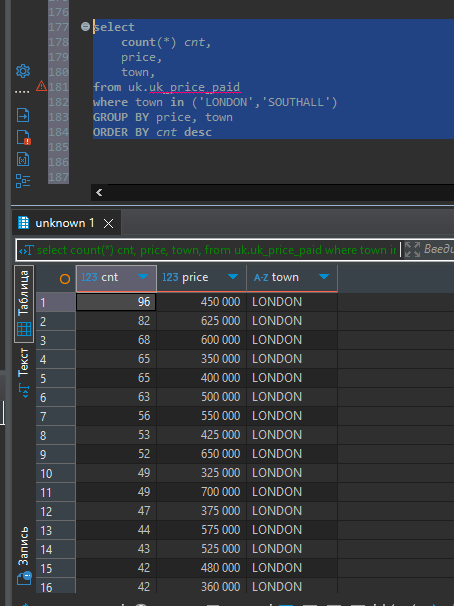 176
177 select
178 count(*) cnt,
179 price,
180 town,
181 from uk.uk_price_paid
182 where town in ('LONDON','SOUTHALL')
183 GROUP BY price, town
184 ORDER BY cnt desc
185
186
187
unknown 1
select count(*) cnt, price, town, from uk.uk_price_paid where town in Введи
Таблица
Текст
Запись
123 cnt 123 price A-Z town
1 96 450 000 LONDON
2 82 625 000 LONDON
3 68 600 000 LONDON
4 65 350 000 LONDON
5 65 400 000 LONDON
6 63 500 000 LONDON
7 56 550 000 LONDON
8 53 425 000 LONDON
9 52 650 000 LONDON
10 49 325 000 LONDON
11 49 700 000 LONDON
12 47 375 000 LONDON
13 44 575 000 LONDON
14 43 525 000 LONDON
15 42 480 000 LONDON
16 42 360 000 LONDON